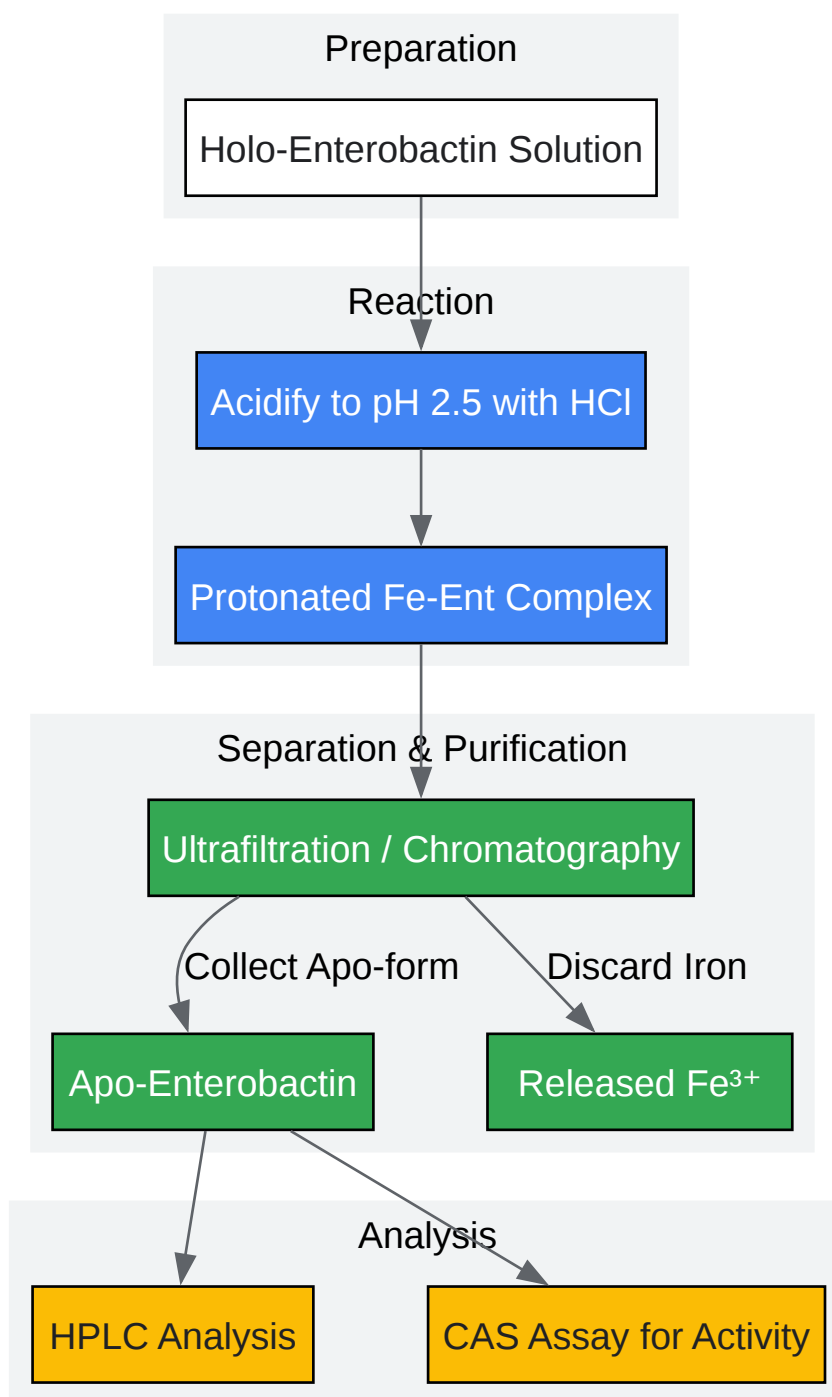 Preparation
Holo-Enterobactin Solution
Reaction
Acidify to pH 2.5 with HCl
Protonated Fe-Ent Complex
Separation & Purification
Ultrafiltration / Chromatography
Collect Apo-form
Discard Iron
Apo-Enterobactin
Released Fe³⁺
Analysis
HPLC Analysis
CAS Assay for Activity